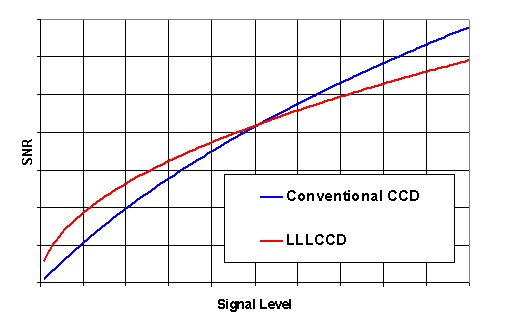 SNR
Conventional CCD
LLLCCD
Signal Level